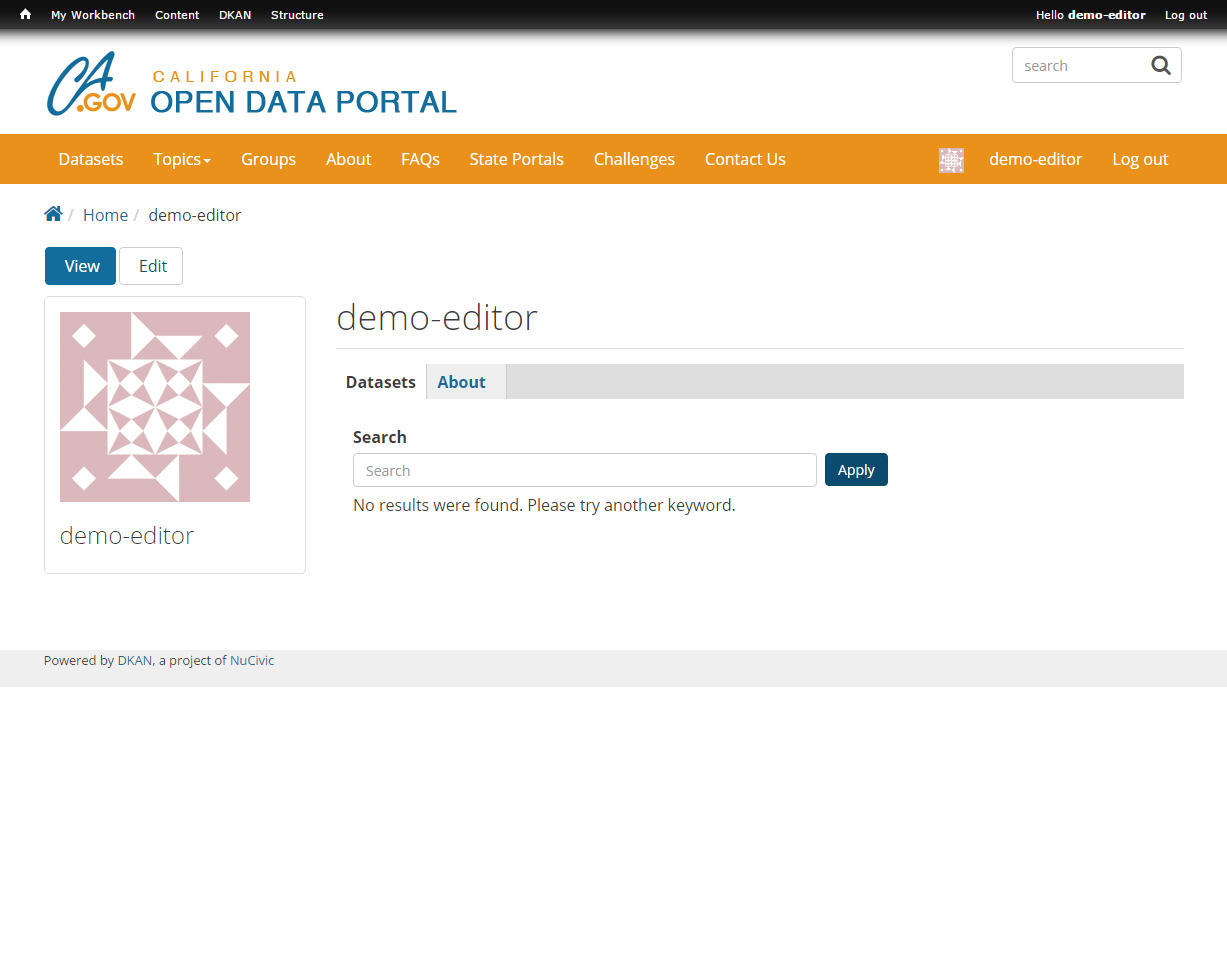 My Workbench Content DKAN Structure Hello demo-editor Log out
CA.GOV CALIFORNIA OPEN DATA PORTAL
search
Datasets Topics Groups About FAQs State Portals Challenges Contact Us demo-editor Log out
/ Home / demo-editor
View Edit
demo-editor
demo-editor
Datasets About
Search
Search Apply
No results were found. Please try another keyword.
Powered by DKAN, a project of NuCivic